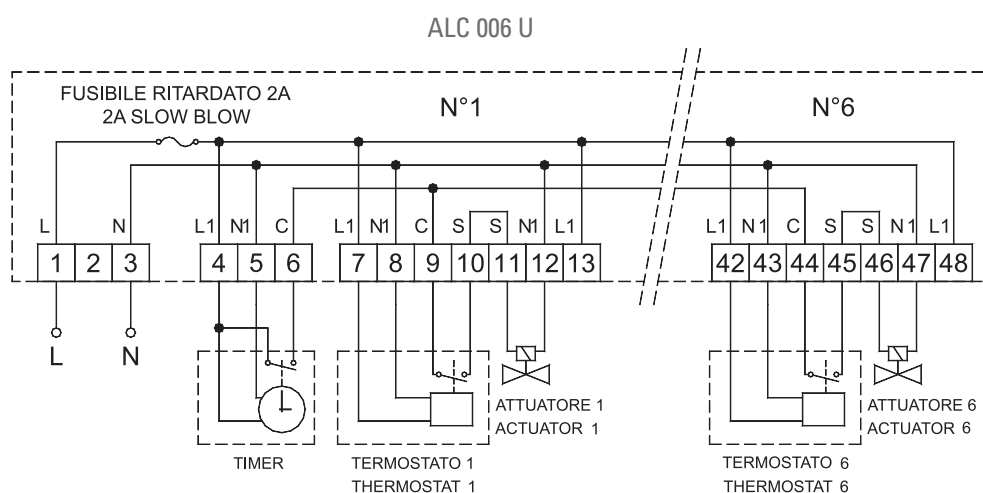 ALC 006 U
FUSIBILE RITARDATO 2A
2A SLOW BLOW
N°1
N°6
L N L1 N1 C L1 N1 C S S N1 L1 L1 N1 C S S N1 L1
1 2 3 4 5 6 7 8 9 10 11 12 13 42 43 44 45 46 47 48
L N
ATTUATORE 1
ACTUATOR 1
ATTUATORE 6
ACTUATOR 6
TIMER
TERMOSTATO 1
THERMOSTAT 1
TERMOSTATO 6
THERMOSTAT 6